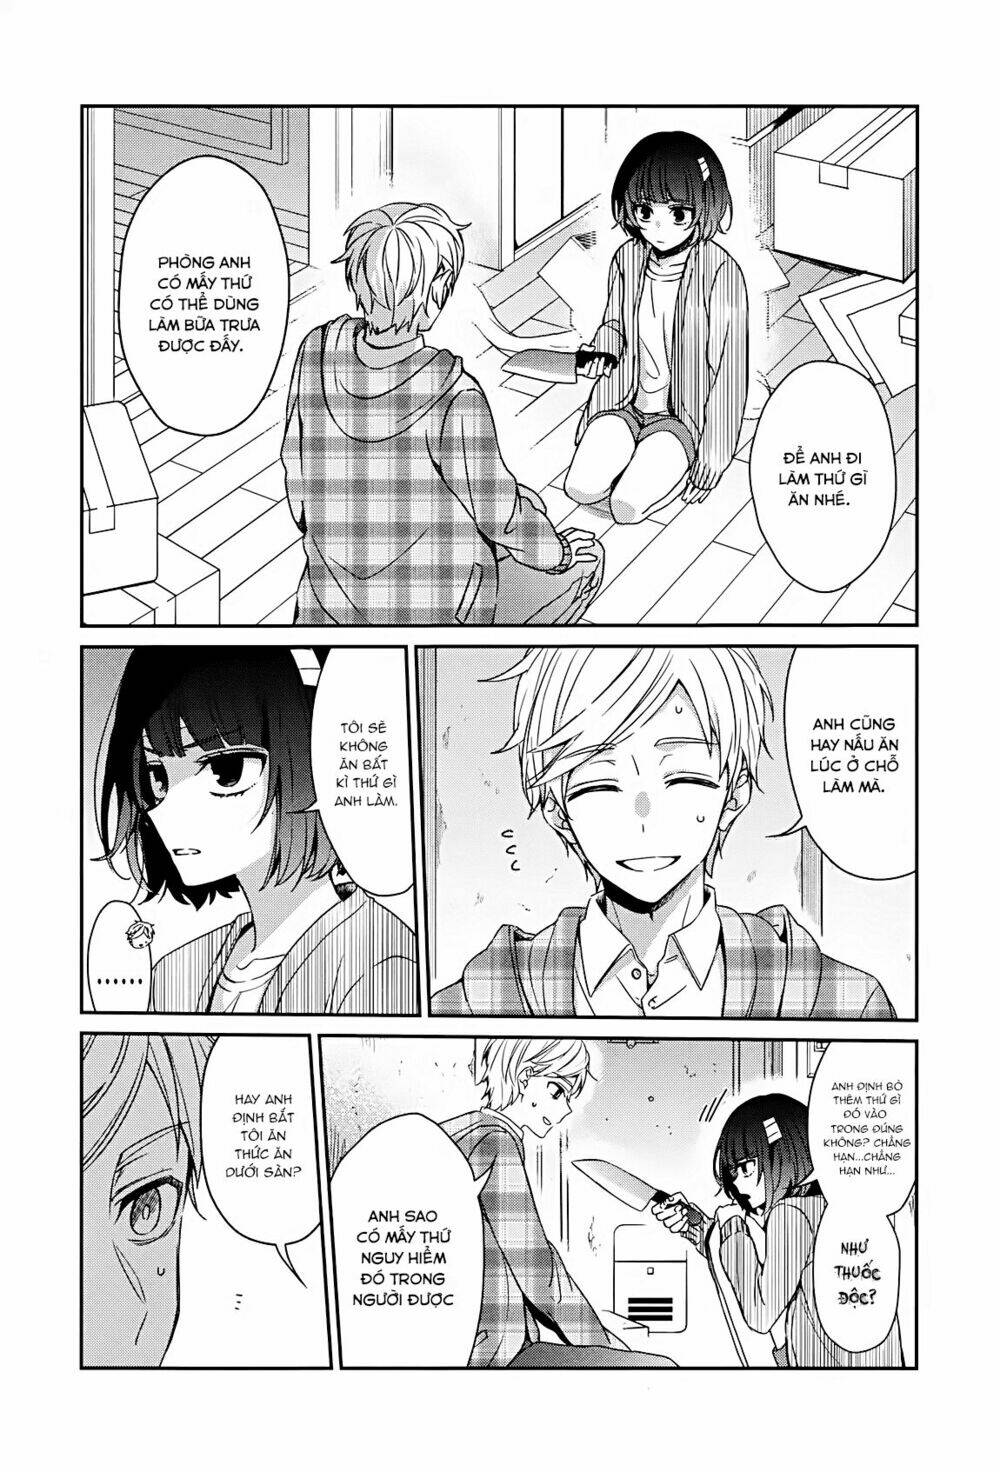 ĐỂ ANH ĐI
LÀM THỨ GÌ
ĂN NHÉ.
PHÒNG ANH
CÓ MẤY THỨ
CÓ THỂ DÙNG
LÀM BỮA TRƯA
ĐƯỢC ĐẤY.
ANH CŨNG
HAY NẤU ĂN
LÚC Ở CHỖ
LÀM MÀ.
TÔI SẼ
KHÔNG
ĂN BẤT
KÌ THỨ GÌ
ANH LÀM.
......
ANH ĐỊNH BỎ
THÊM THỨ GÌ
ĐÓ VÀO
TRONG ĐÚNG
KHÔNG? CHẲNG
HẠN...CHẲNG
HẠN NHƯ...
NHƯ
THUỐC
ĐỘC?
ANH SAO
CÓ MẤY THỨ
NGUY HIỂM
ĐÓ TRONG
NGƯỜI ĐƯỢC
HAY ANH
ĐỊNH BẮT
TÔI ĂN
THỨC ĂN
DƯỚI SÀN?